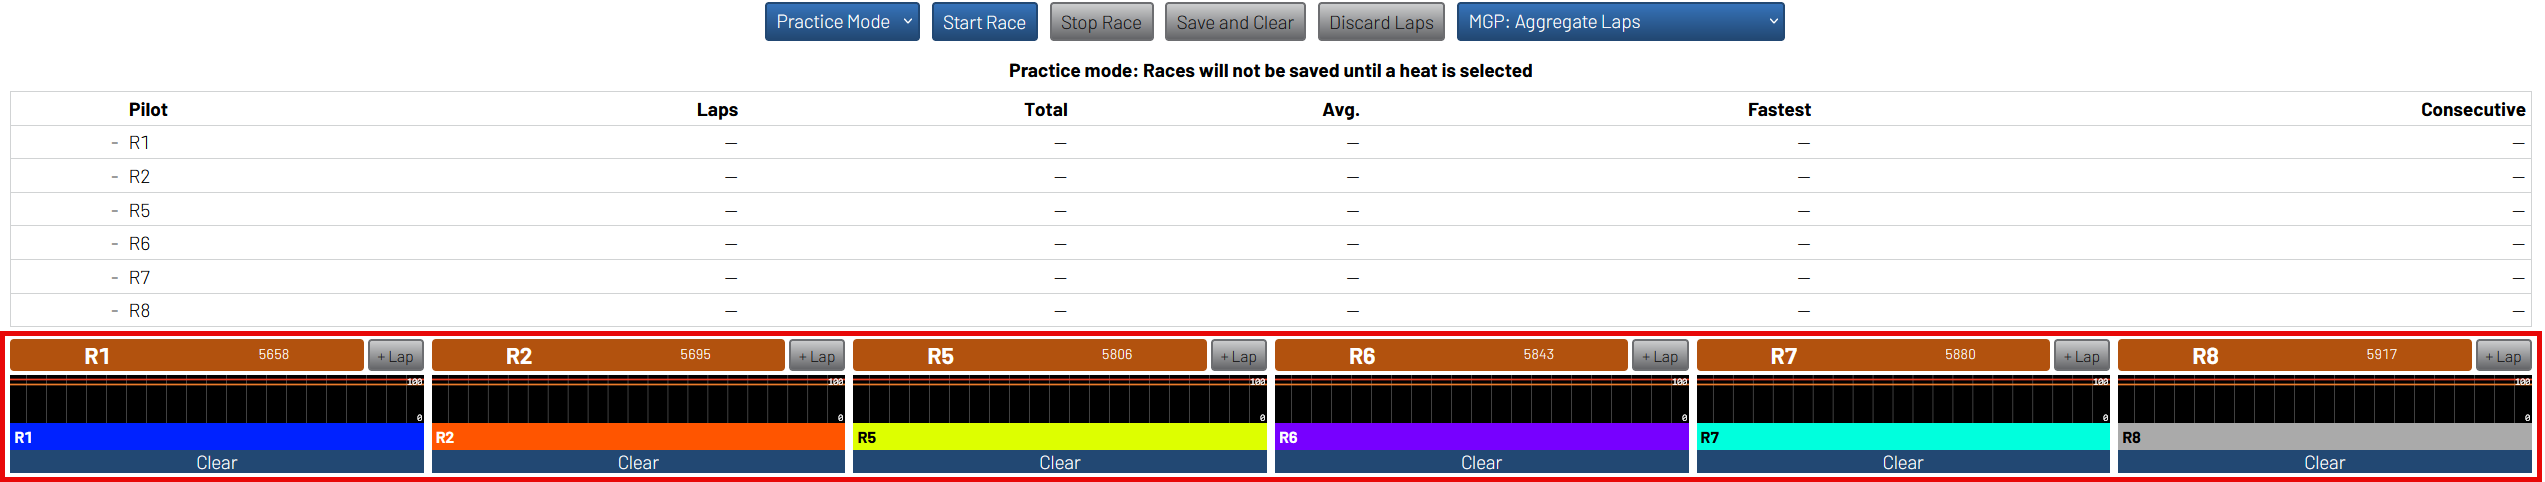 Practice Mode Start Race Stop Race Save and Clear Discard Laps MGP: Aggregate Laps
Practice mode: Races will not be saved until a heat is selected
Pilot Laps Total Avg. Fastest Consecutive
- R1 — — — — —
- R2 — — — — —
- R5 — — — — —
- R6 — — — — —
- R7 — — — — —
- R8 — — — — —
R1 5658 + Lap R2 5695 + Lap R5 5806 + Lap R6 5843 + Lap R7 5880 + Lap R8 5917 + Lap
100 100 100 100 100 100
0 0 0 0 0 0
R1 R2 R5 R6 R7 R8
Clear Clear Clear Clear Clear Clear